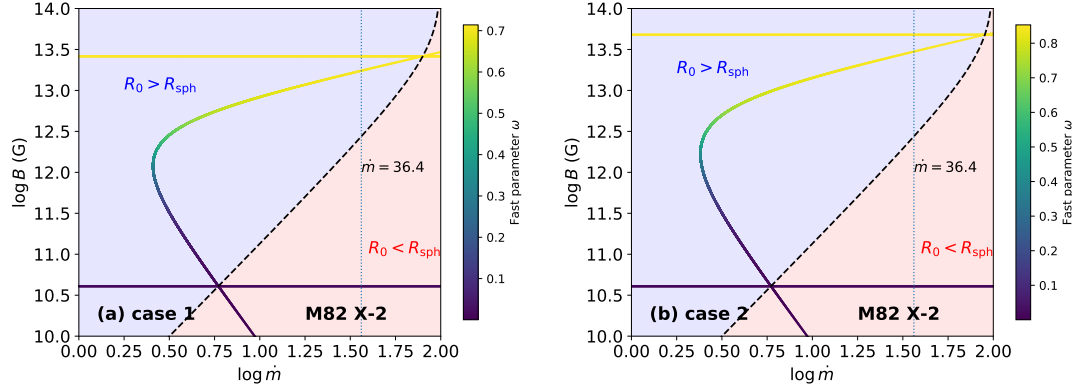 14.0
13.5
13.0
12.5
12.0
11.5
11.0
10.5
10.0
log B (G)
0.00 0.25 0.50 0.75 1.00 1.25 1.50 1.75 2.00
log ṁ
R₀ > Rsph
ṁ = 36.4
R₀ < Rsph
(a) case 1
M82 X-2
0.7
0.6
0.5
0.4
0.3
0.2
0.1
Fast parameter ω
14.0
13.5
13.0
12.5
12.0
11.5
11.0
10.5
10.0
log B (G)
0.00 0.25 0.50 0.75 1.00 1.25 1.50 1.75 2.00
log ṁ
R₀ > Rsph
ṁ = 36.4
R₀ < Rsph
(b) case 2
M82 X-2
0.8
0.7
0.6
0.5
0.4
0.3
0.2
0.1
Fast parameter ω